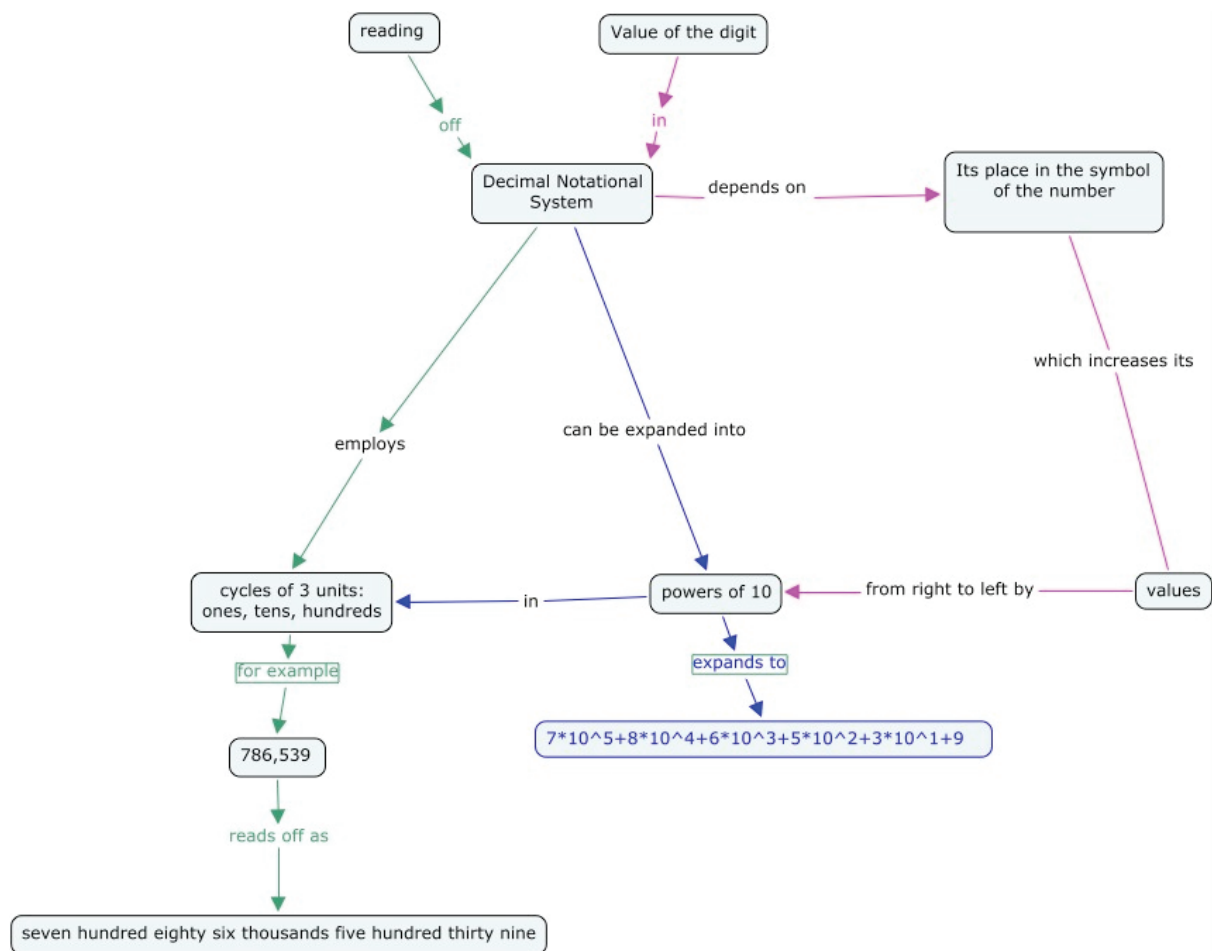 reading
Value of the digit
off
in
Decimal Notational
System
depends on
Its place in the symbol
of the number
which increases its
employs
can be expanded into
cycles of 3 units:
ones, tens, hundreds
in
powers of 10
from right to left by
values
for example
expands to
786,539
7*10^5+8*10^4+6*10^3+5*10^2+3*10^1+9
reads off as
seven hundred eighty six thousands five hundred thirty nine